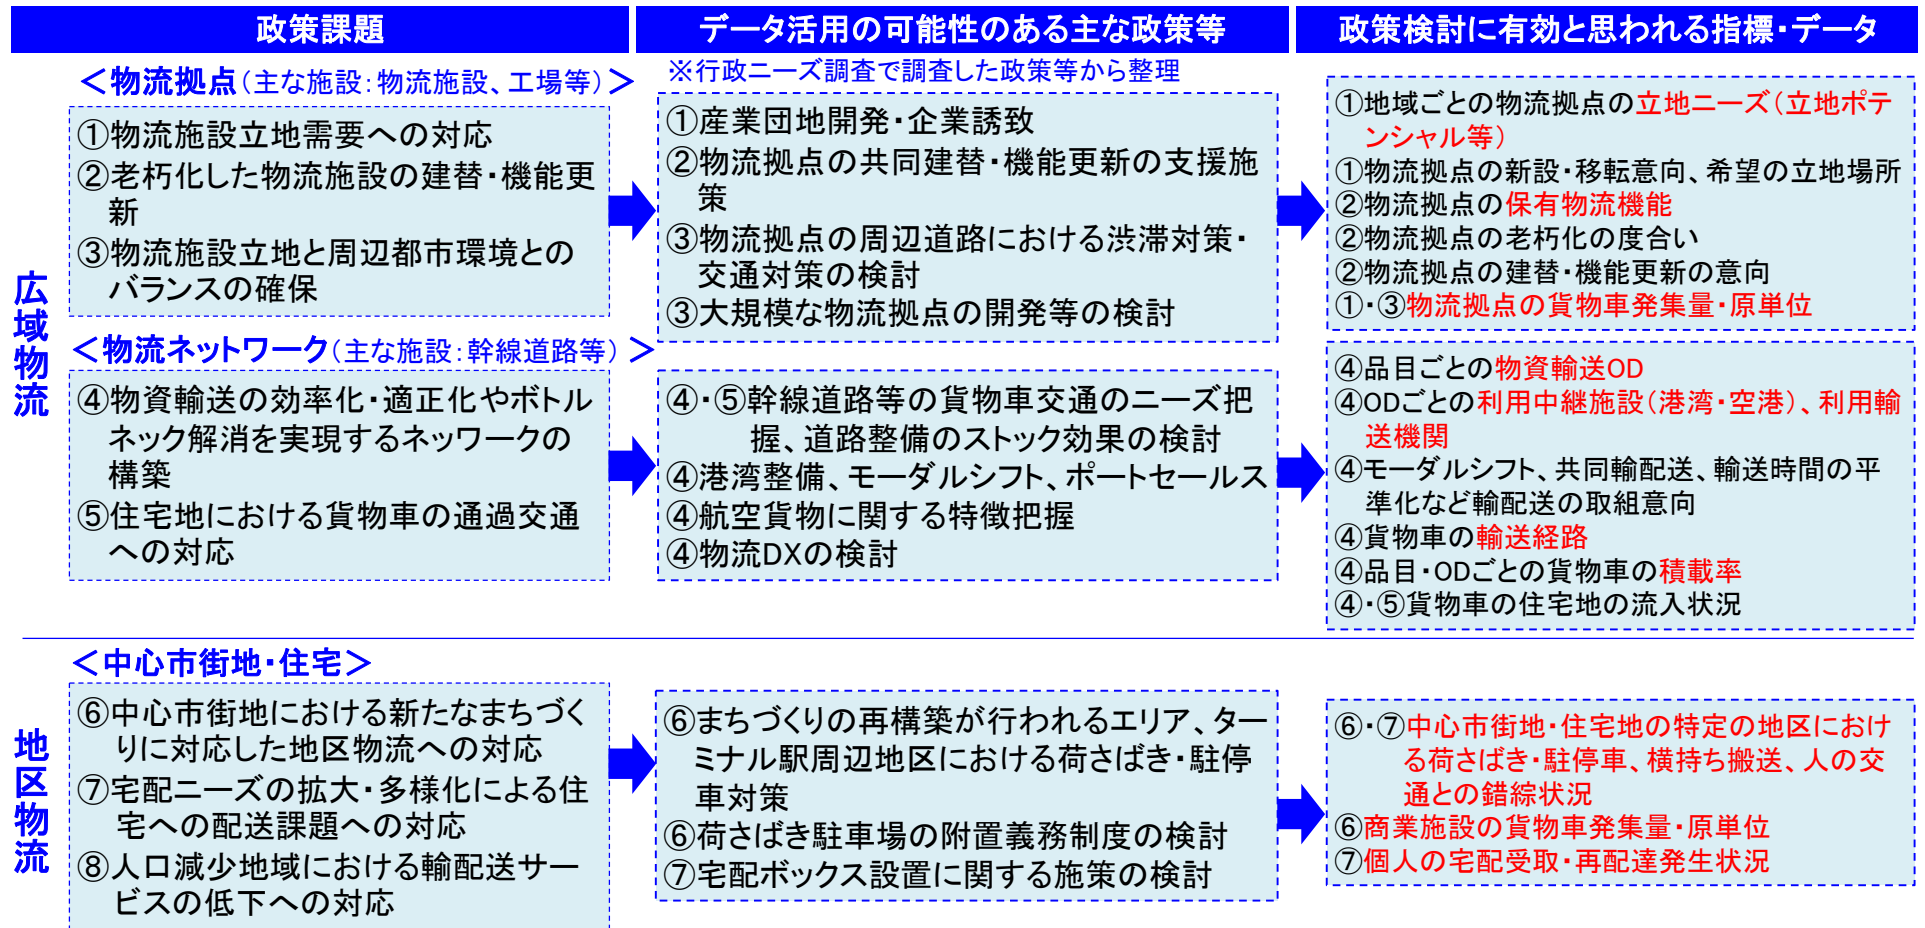 政策課題
データ活用の可能性のある主な政策等
政策検討に有効と思われる指標・データ
広域物流
＜物流拠点(主な施設：物流施設、工場等)＞
①物流施設立地需要への対応
②老朽化した物流施設の建替・機能更
新
③物流施設立地と周辺都市環境との
バランスの確保
※行政ニーズ調査で調査した政策等から整理
①産業団地開発・企業誘致
②物流拠点の共同建替・機能更新の支援施
策
③物流拠点の周辺道路における渋滞対策・
交通対策の検討
③大規模な物流拠点の開発等の検討
①地域ごとの物流拠点の立地ニーズ(立地ポテ
ンシャル等)
①物流拠点の新設・移転意向、希望の立地場所
②物流拠点の保有物流機能
②物流拠点の老朽化の度合い
②物流拠点の建替・機能更新の意向
①・③物流拠点の貨物車発集量・原単位
＜物流ネットワーク(主な施設：幹線道路等)＞
④物資輸送の効率化・適正化やボトル
ネック解消を実現するネッワークの
構築
⑤住宅地における貨物車の通過交通
への対応
④・⑤幹線道路等の貨物車交通のニーズ把
握、道路整備のストック効果の検討
④港湾整備、モーダルシフト、ポートセールス
④航空貨物に関する特徴把握
④物流DXの検討
④品目ごとの物資輸送OD
④ODごとの利用中継施設(港湾・空港)、利用輸
送機関
④モーダルシフト、共同輸配送、輸送時間の平
準化など輸配送の取組意向
④貨物車の輸送経路
④品目・ODごとの貨物車の積載率
④・⑤貨物車の住宅地の流入状況
地区物流
＜中心市街地・住宅＞
⑥中心市街地における新たなまちづく
りに対応した地区物流への対応
⑦宅配ニーズの拡大・多様化による住
宅への配送課題への対応
⑧人口減少地域における輸配送サー
ビスの低下への対応
⑥まちづくりの再構築が行われるエリア、ター
ミナル駅周辺地区における荷さばき・駐停
車対策
⑥荷さばき駐車場の附置義務制度の検討
⑦宅配ボックス設置に関する施策の検討
⑥・⑦中心市街地・住宅地の特定の地区におけ
る荷さばき・駐停車、横持ち搬送、人の交
通との錯綜状況
⑥商業施設の貨物車発集量・原単位
⑦個人の宅配受取・再配達発生状況